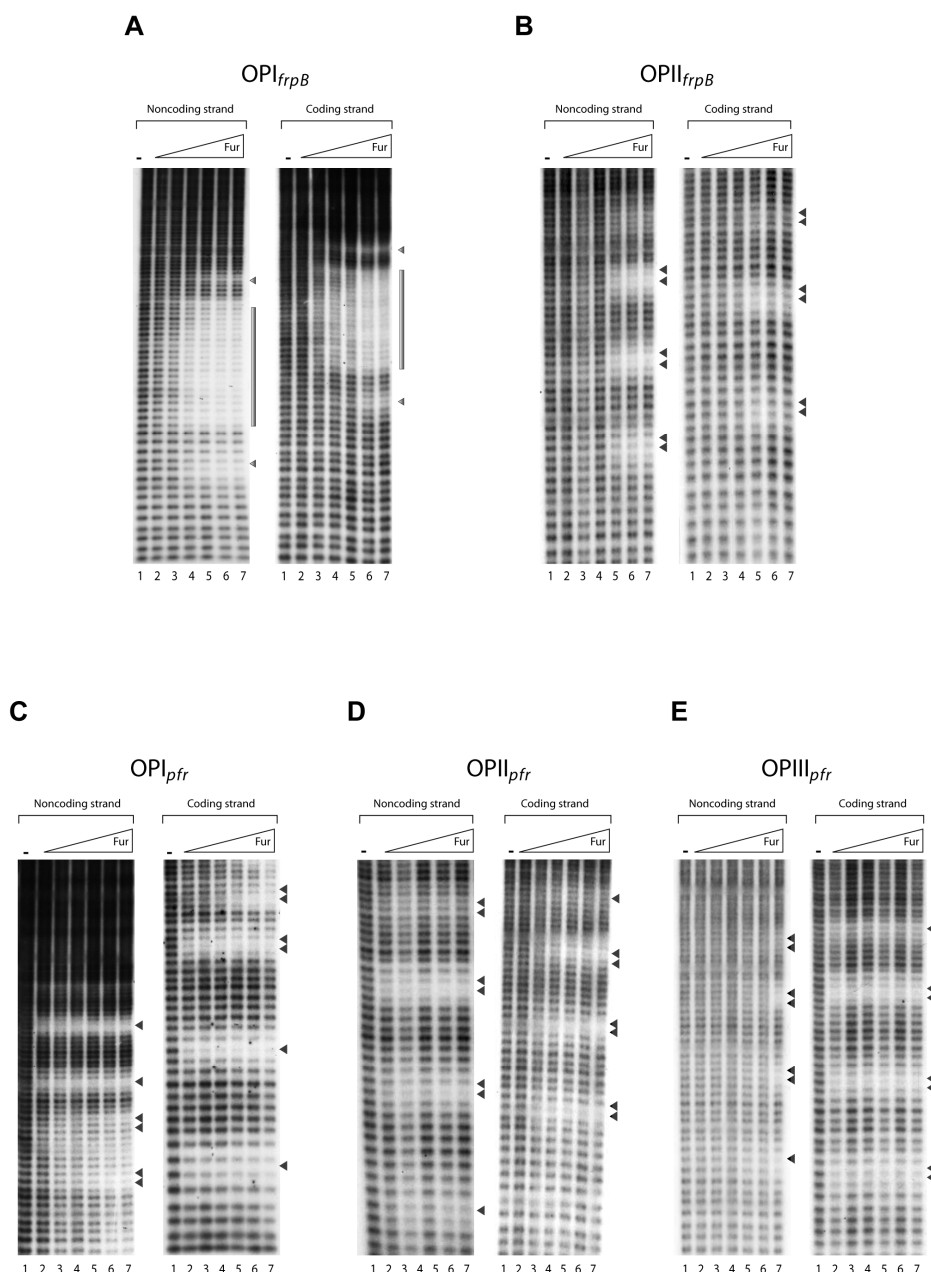 A
B
OPIfrpB
OPIIfrpB
Noncoding strand
Coding strand
Noncoding strand
Coding strand
Fur
Fur
Fur
Fur
-
-
-
-
1 2 3 4 5 6 7
1 2 3 4 5 6 7
1 2 3 4 5 6 7
1 2 3 4 5 6 7
C
D
E
OPIpfr
OPIIpfr
OPIIIpfr
Noncoding strand
Coding strand
Noncoding strand
Coding strand
Noncoding strand
Coding strand
Fur
Fur
Fur
Fur
Fur
Fur
-
-
-
-
-
-
1 2 3 4 5 6 7
1 2 3 4 5 6 7
1 2 3 4 5 6 7
1 2 3 4 5 6 7
1 2 3 4 5 6 7
1 2 3 4 5 6 7